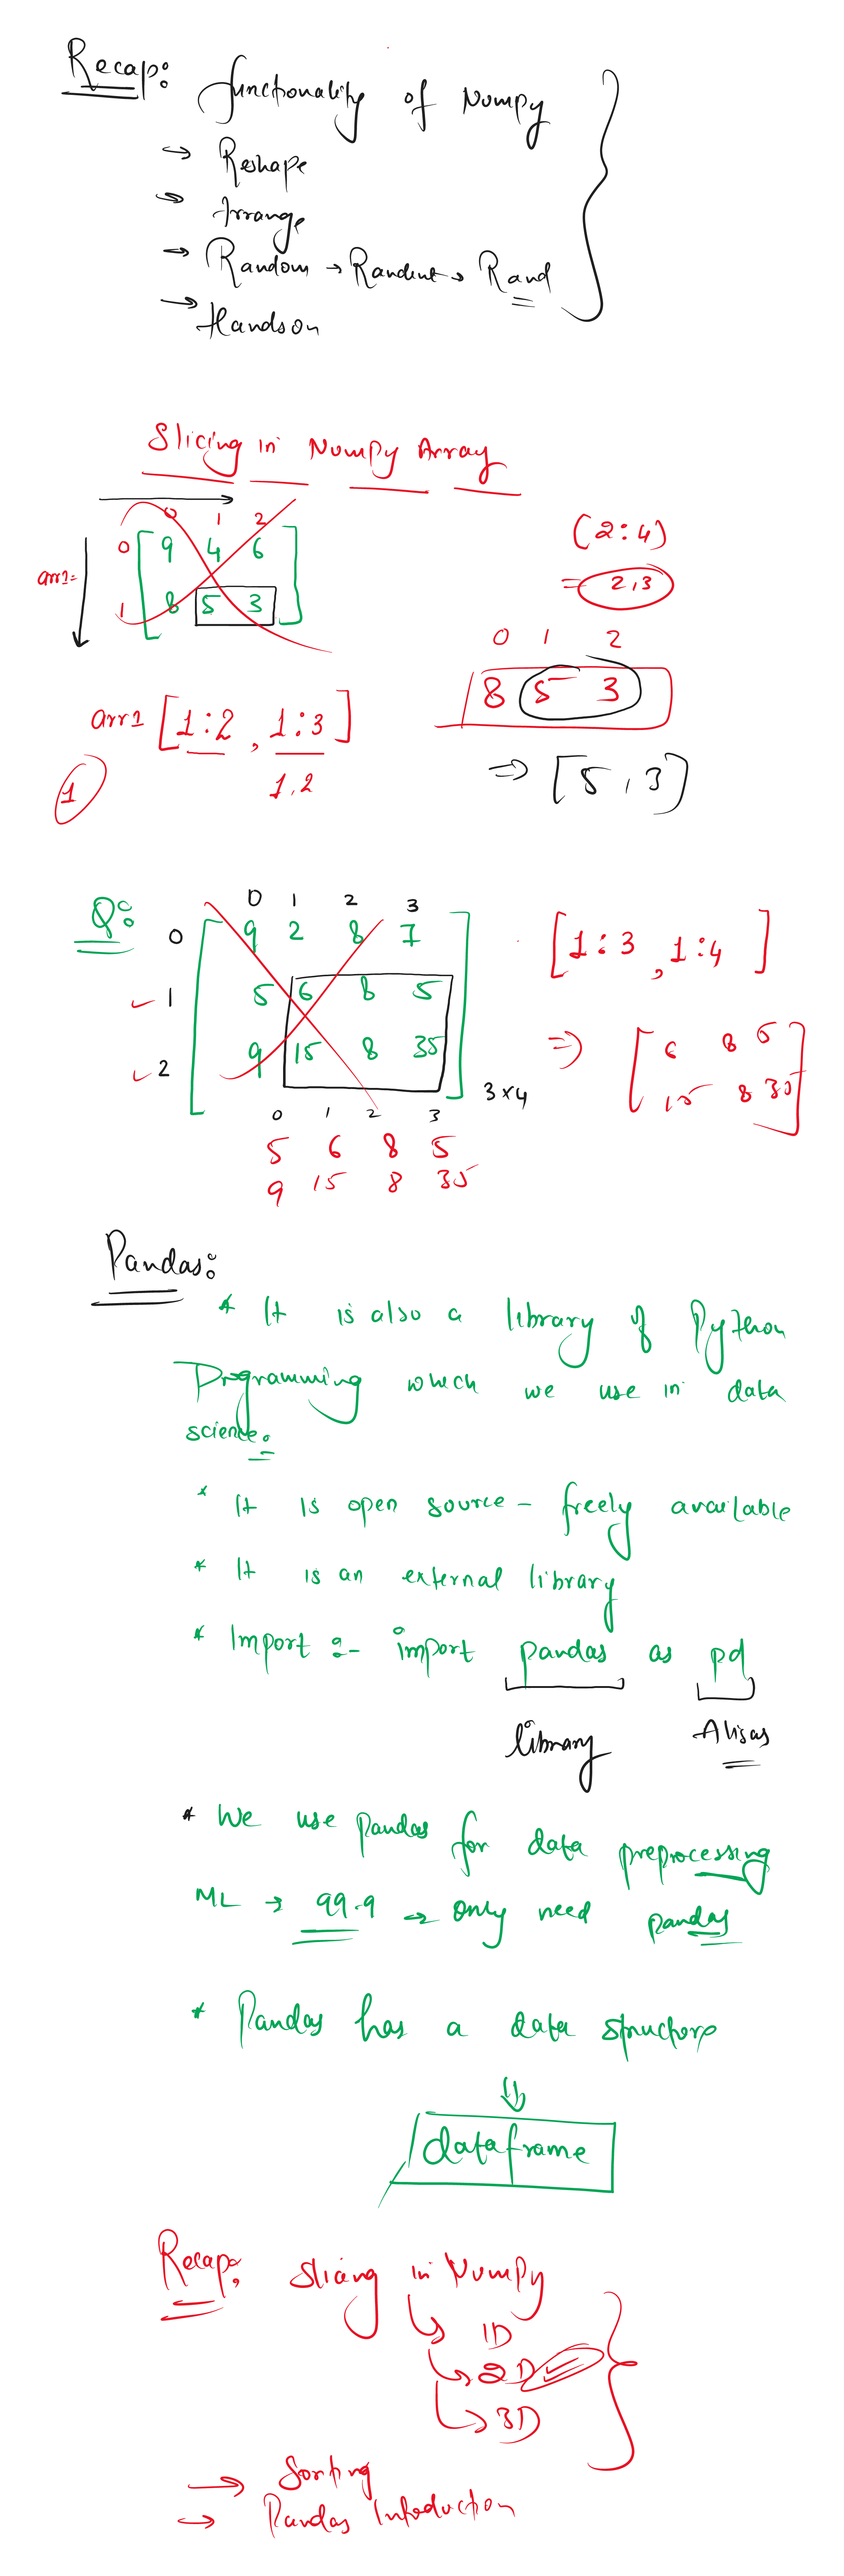 Recap: functionality of Numpy
→ Reshape
→ Arrange
→ Random → Randint → Rand
→ Handson
Slicing in Numpy Array
0 1 2
arr1= 0 [ 9 4 6
1 8 5 3 ]
(2:4)
= 2,3
0 1 2
8 5 3
⇒ [5, 3]
arr1 [1:2, 1:3]
1 1,2
Q:
0 1 2 3
0 [ 9 2 8 7
1 5 6 8 5
2 9 15 8 35 ] 3x4
0 1 2 3
5 6 8 5
9 15 8 35
[1:3, 1:4]
⇒ [ 6 8 5
15 8 35 ]
Pandas:
* It is also a library of Python
Programming which we use in data
science.
* It is open source - freely available
* It is an external library
* Import :- import pandas as pd
library Alisas
* We use pandas for data preprocessing
ML → 99.9 → only need pandas
* Pandas has a data structure
⇓
dataframe
Recap: Slicing in Numpy
→ 1D
→ 2D
→ 3D
→ Sorting
→ Pandas Introduction